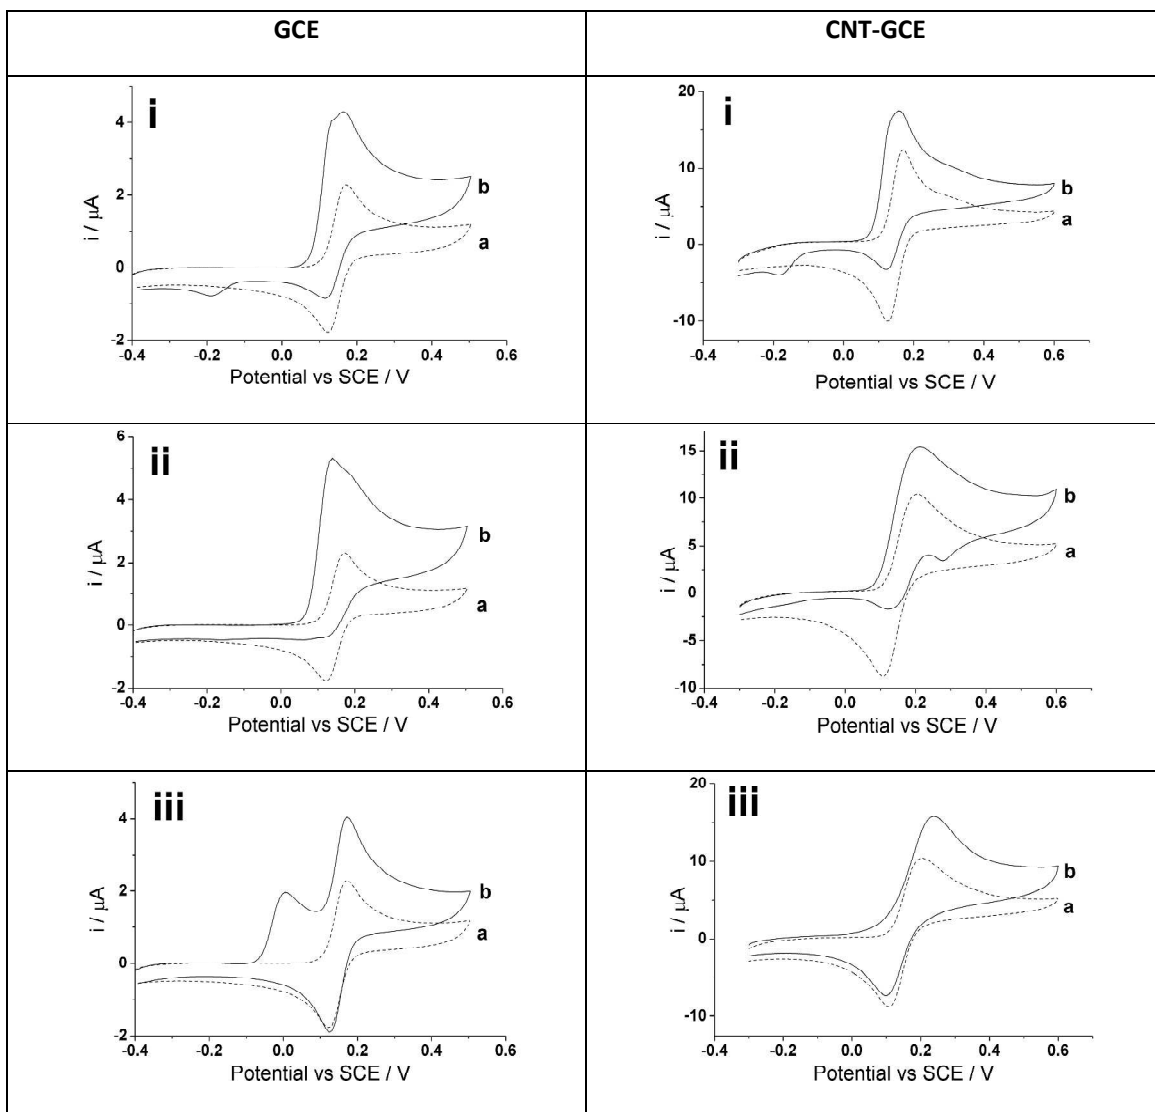 GCE
CNT-GCE
i
4
2
0
-2
i / µA
b
a
-0.4 -0.2 0.0 0.2 0.4 0.6
Potential vs SCE / V
i
20
10
0
-10
i / µA
b
a
-0.4 -0.2 0.0 0.2 0.4 0.6
Potential vs SCE / V
ii
6
4
2
0
-2
i / µA
b
a
-0.4 -0.2 0.0 0.2 0.4 0.6
Potential vs SCE / V
ii
15
10
5
0
-5
-10
i / µA
b
a
-0.4 -0.2 0.0 0.2 0.4 0.6
Potential vs SCE / V
iii
4
2
0
-2
i / µA
b
a
-0.4 -0.2 0.0 0.2 0.4 0.6
Potential vs SCE / V
iii
20
10
0
-10
i / µA
b
a
-0.4 -0.2 0.0 0.2 0.4 0.6
Potential vs SCE / V